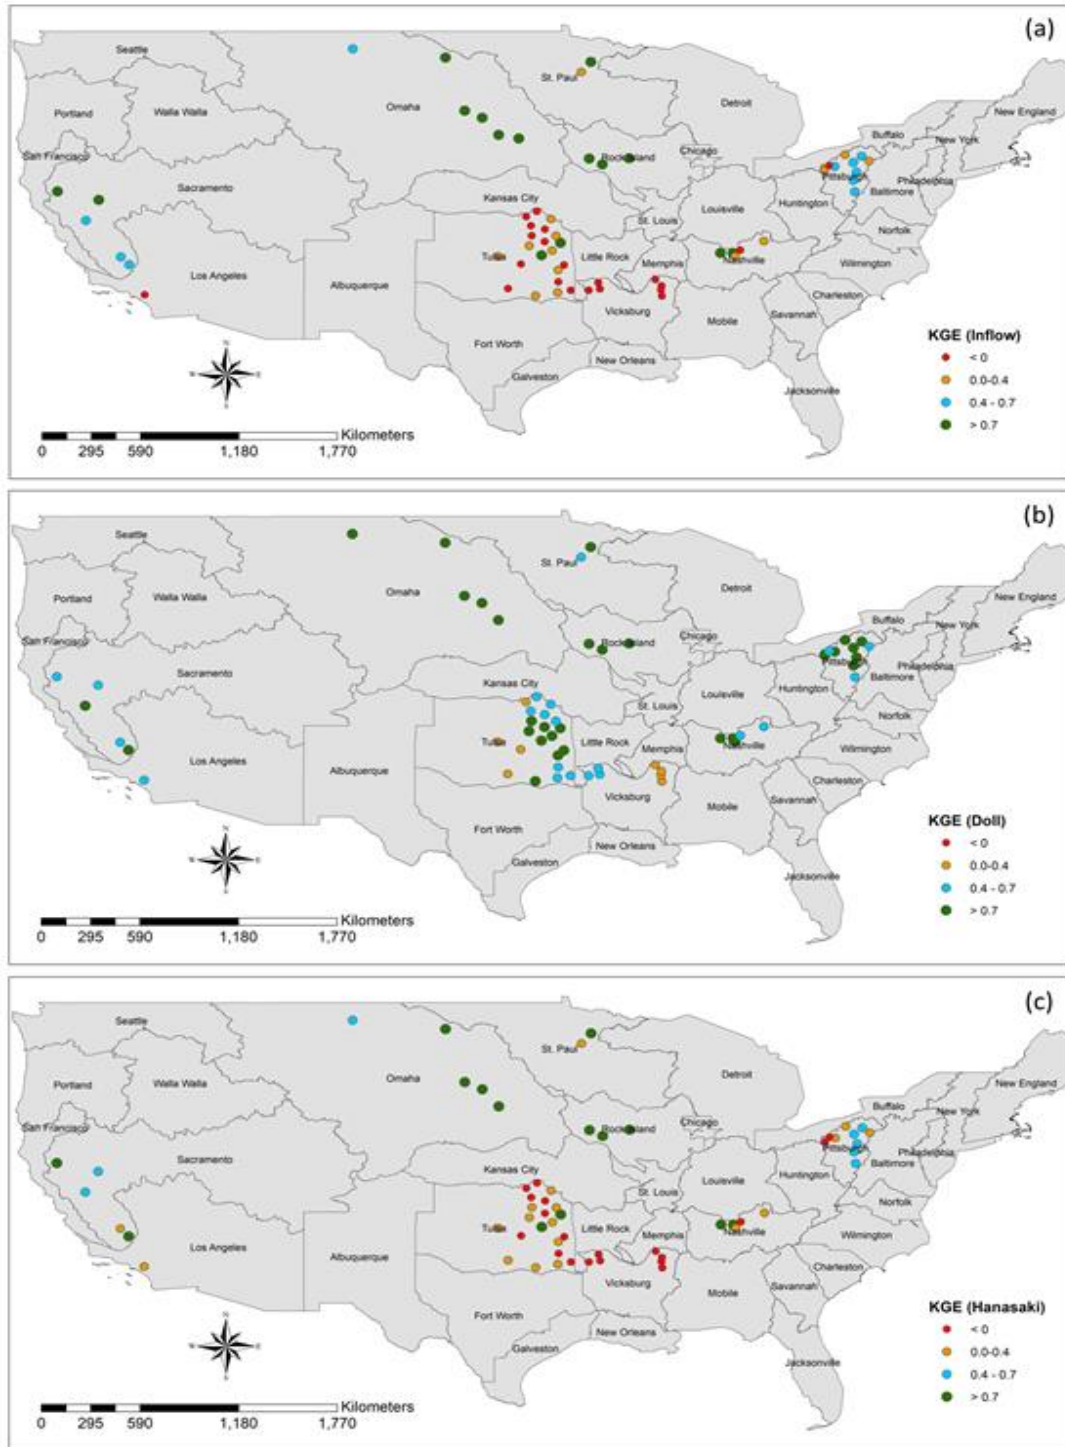 (a)
Seattle
St. Paul
Omaha
Detroit
Portland
Walla Walla
New England
Buffalo
New York
San Francisco
Rock Island
Chicago
Sacramento
Pittsburgh
Philadelphia
Baltimore
Kansas City
Huntington
St. Louis
Louisville
Norfolk
Tulsa
Little Rock
Memphis
Nashville
Wilmington
Los Angeles
Albuquerque
Charleston
Vicksburg
Mobile
Savannah
Fort Worth
New Orleans
Galveston
Jacksonville
N
W E
S
KGE (Inflow)
< 0
0.0-0.4
0.4 - 0.7
> 0.7
Kilometers
0 295 590 1,180 1,770
(b)
Seattle
St. Paul
Omaha
Detroit
Portland
Walla Walla
New England
Buffalo
New York
San Francisco
Rock Island
Chicago
Sacramento
Pittsburgh
Philadelphia
Baltimore
Kansas City
Huntington
St. Louis
Louisville
Norfolk
Tulsa
Little Rock
Memphis
Nashville
Wilmington
Los Angeles
Albuquerque
Charleston
Vicksburg
Mobile
Savannah
Fort Worth
New Orleans
Galveston
Jacksonville
N
W E
S
KGE (Doll)
< 0
0.0-0.4
0.4 - 0.7
> 0.7
Kilometers
0 295 590 1,180 1,770
(c)
Seattle
St. Paul
Omaha
Detroit
Portland
Walla Walla
New England
Buffalo
New York
San Francisco
Rock Island
Chicago
Sacramento
Pittsburgh
Philadelphia
Baltimore
Kansas City
Huntington
St. Louis
Louisville
Norfolk
Tulsa
Little Rock
Memphis
Nashville
Wilmington
Los Angeles
Albuquerque
Charleston
Vicksburg
Mobile
Savannah
Fort Worth
New Orleans
Galveston
Jacksonville
N
W E
S
KGE (Hanasaki)
< 0
0.0-0.4
0.4 - 0.7
> 0.7
Kilometers
0 295 590 1,180 1,770